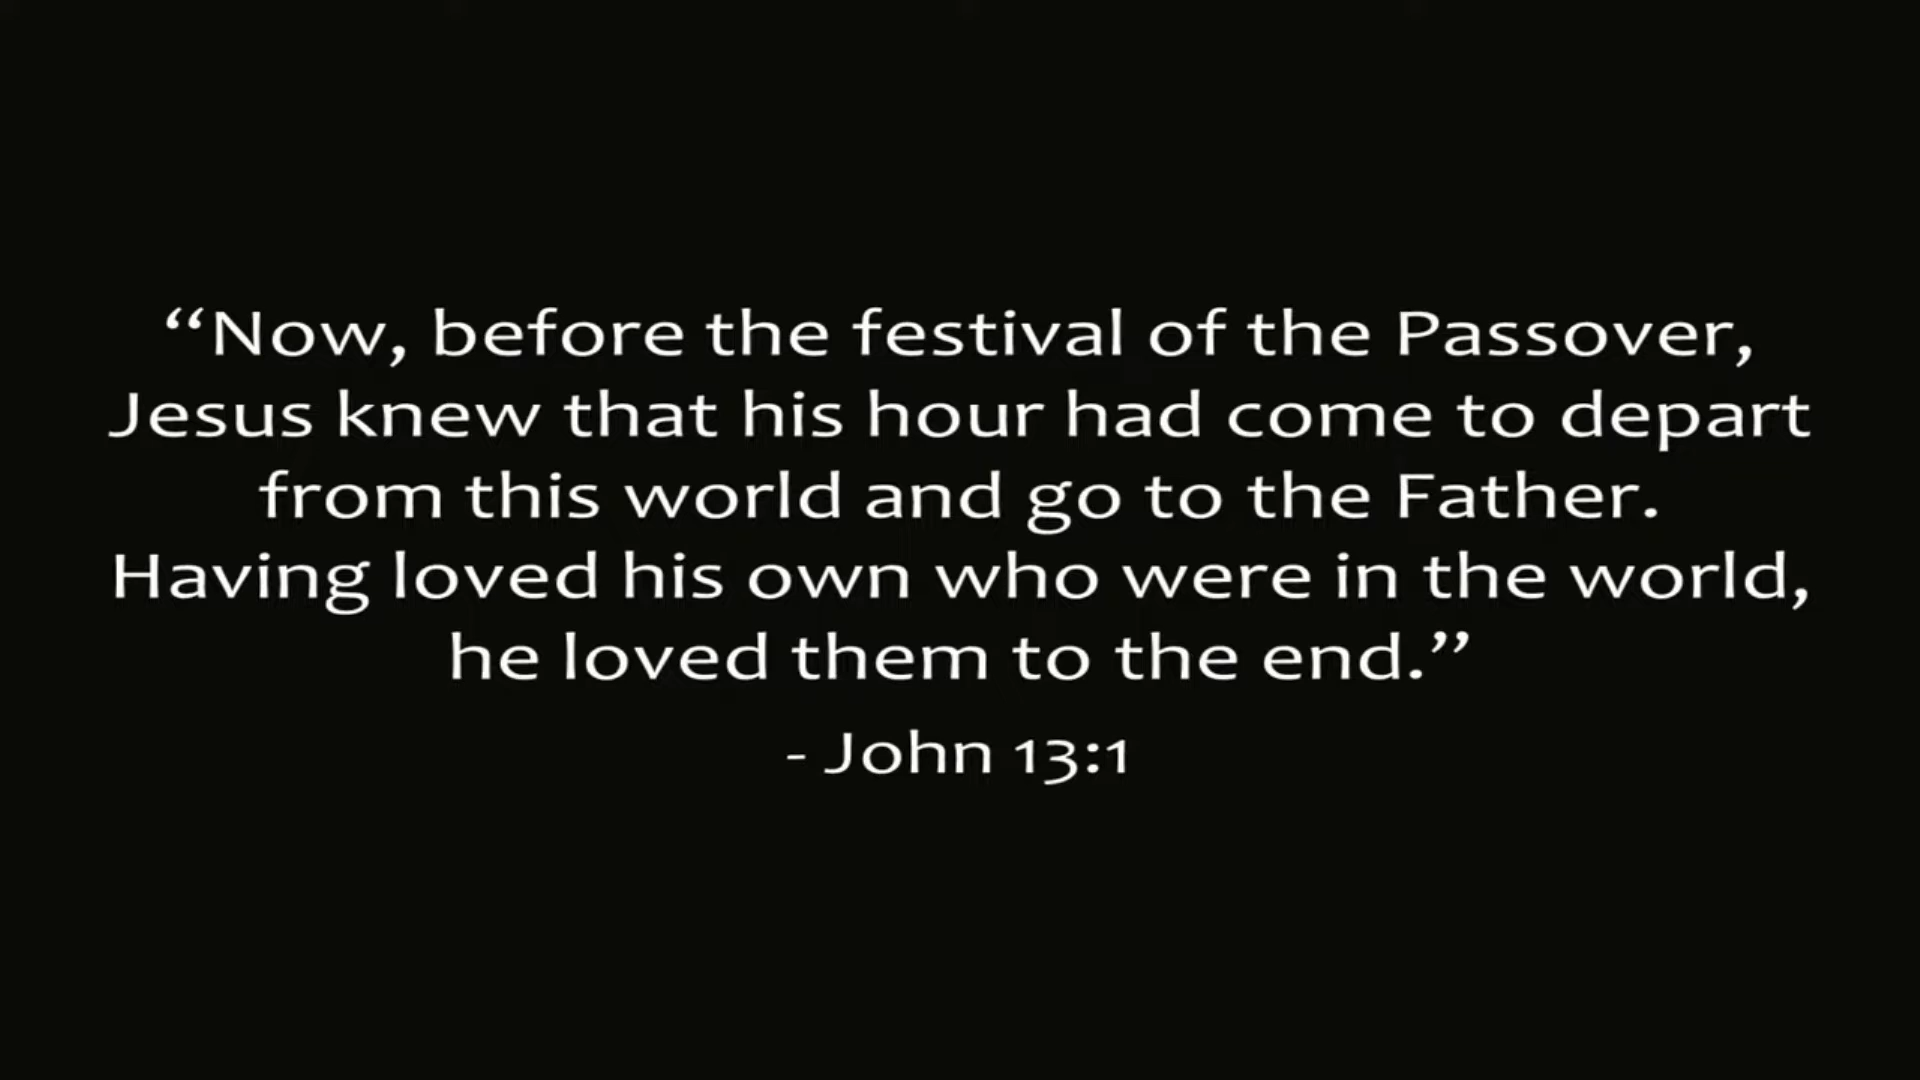 “Now, before the festival of the Passover,
Jesus knew that his hour had come to depart
from this world and go to the Father.
Having loved his own who were in the world,
he loved them to the end.”
- John 13:1